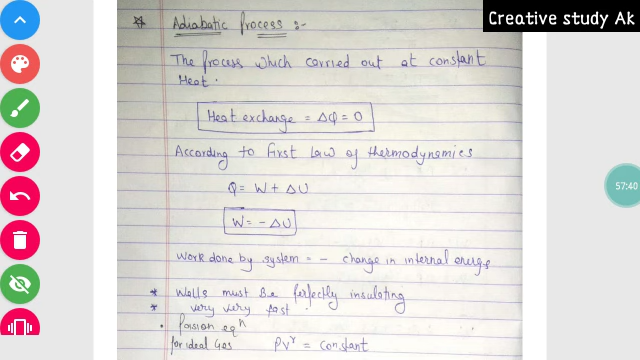 Creative study Ak
☆ Adiabatic Process :-
The Process which carried out at constant
Heat.
Heat exchange = ΔQ = 0
According to First Law of thermodynamics
Q = W + ΔU
W = - ΔU
Work done by system = - change in internal energy
* Walls must be perfectly insulating
* very very fast
57:40
• Poission eqⁿ
for ideal Gas PVʳ = constant